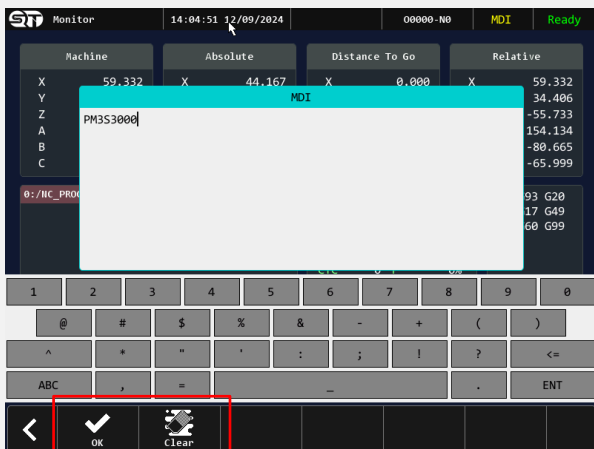 ST Monitor 14:04:51 12/09/2024 O0000-N0 MDI Ready
Machine Absolute Distance To Go Relative
X 59.332 X 44.167 X 0.000 X 59.332
Y 34.406
Z -55.733
A 154.134
B -80.665
C -65.999
MDI
PM3S3000
0:/NC_PROG
93 G20
17 G49
60 G99
1 2 3 4 5 6 7 8 9 0
@ # $ % & - + ( )
^ * " ' : ; ! ? <=
ABC , = _ . ENT
OK Clear